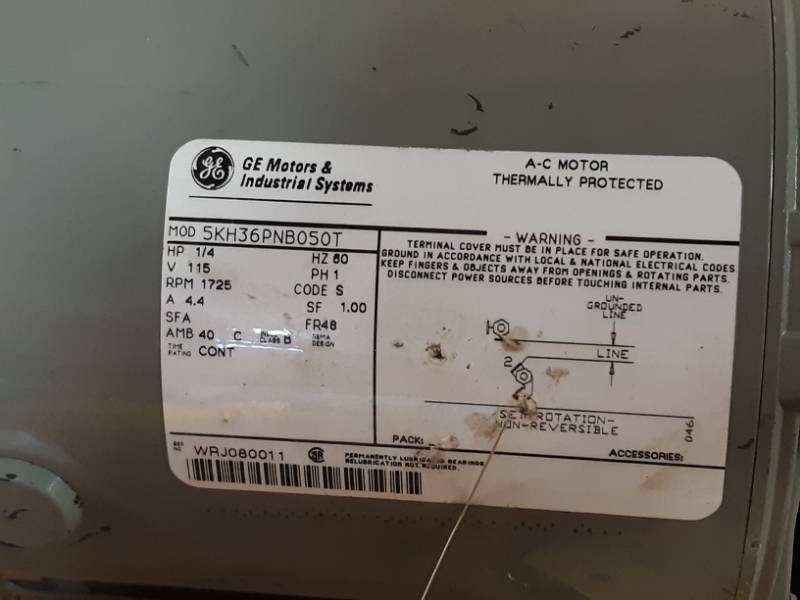 GE
GE Motors &
Industrial Systems
A-C MOTOR
THERMALLY PROTECTED
MOD 5KH36PNB050T
HP 1/4 HZ 60
V 115 PH 1
RPM 1725 CODE S
A 4.4 SF 1.00
SFA FR48
AMB 40 C CLASS B NEMA DESIGN
TIME RATING CONT
- WARNING -
TERMINAL COVER MUST BE IN PLACE FOR SAFE OPERATION.
GROUND IN ACCORDANCE WITH LOCAL & NATIONAL ELECTRICAL CODES
KEEP FINGERS & OBJECTS AWAY FROM OPENINGS & ROTATING PARTS.
DISCONNECT POWER SOURCES BEFORE TOUCHING INTERNAL PARTS.
UN-
GROUNDED
LINE
1
LINE
2
ROTATION-
NON-REVERSIBLE
046
PACK:
ACCESSORIES:
SER NO. WRJ080011
PERMANENTLY LUBRICATED BEARINGS
RELUBRICATION NOT REQUIRED.